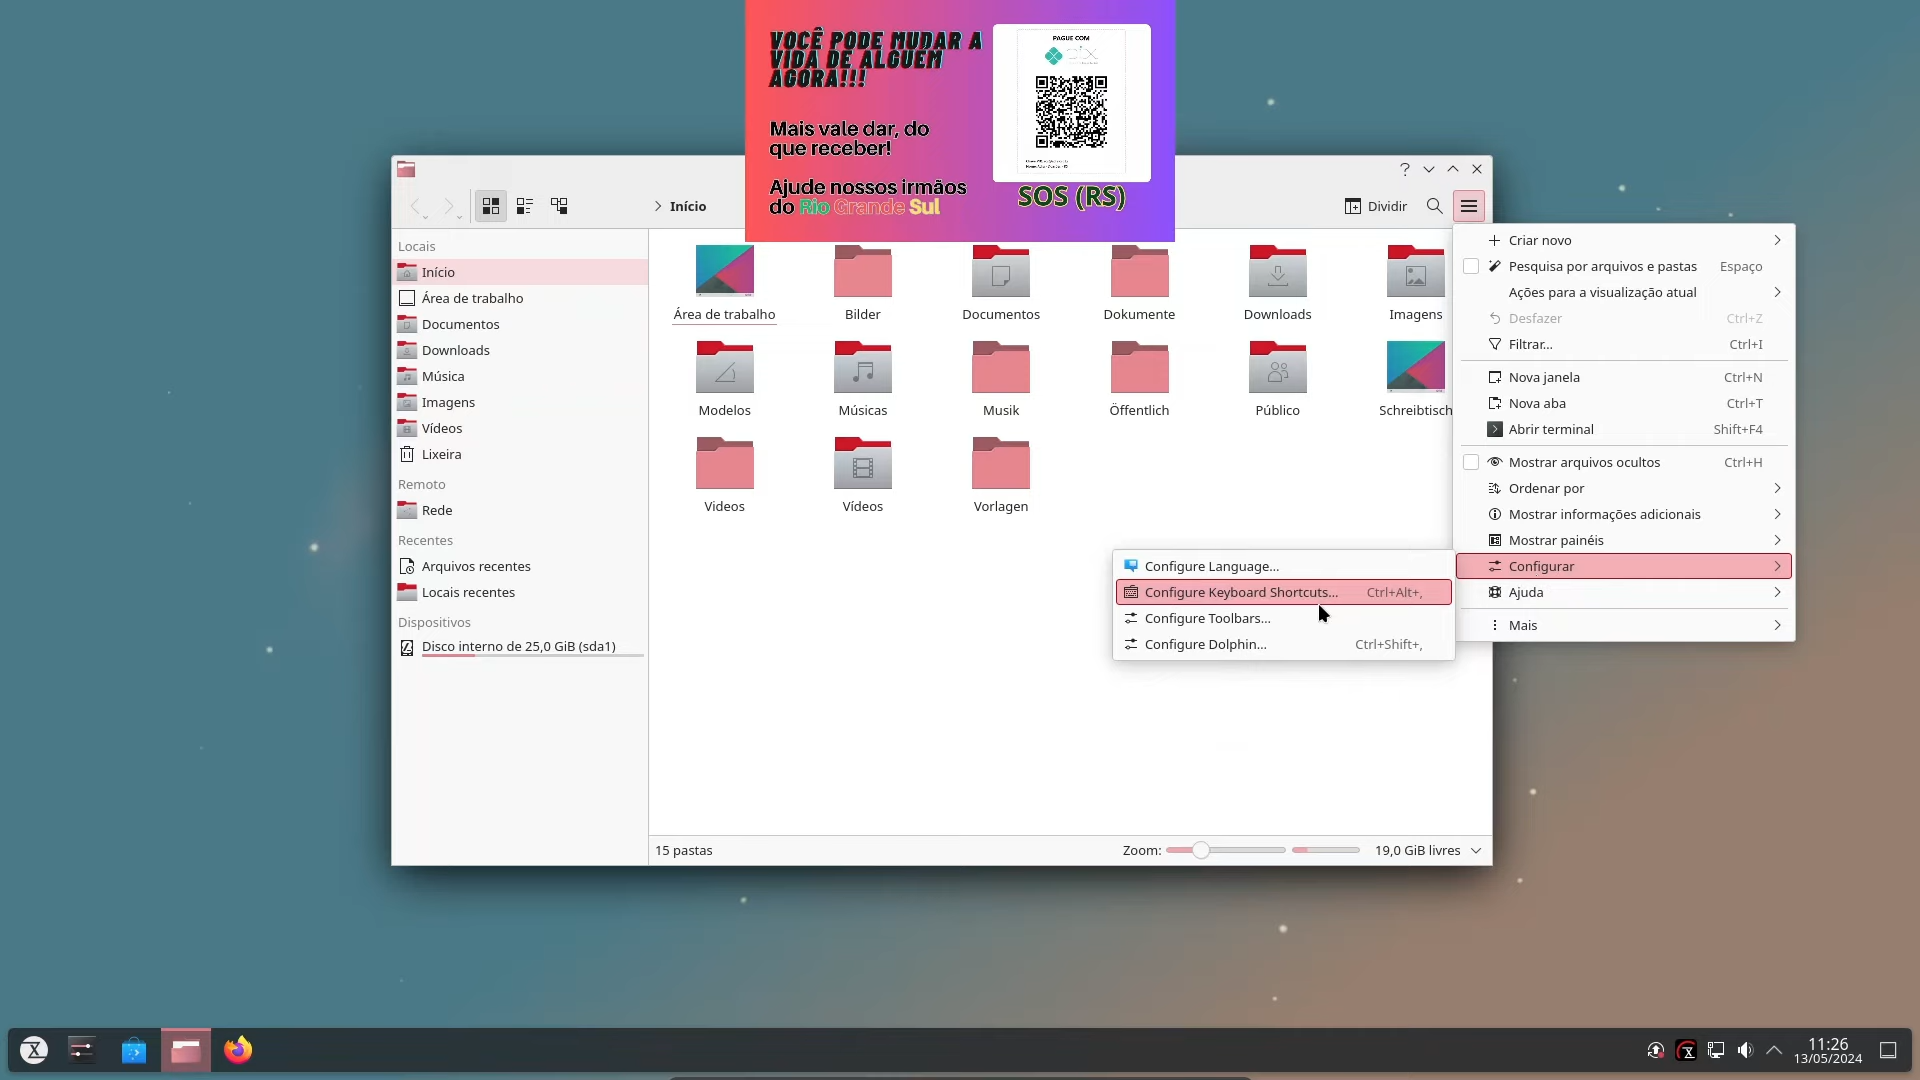 VOCÊ PODE MUDAR A
VIDA DE ALGUEM
AGORA!!!
Mais vale dar, do
que receber!
Ajude nossos irmãos
do Rio Grande Sul
PAGUE COM
pix
SOS (RS)
Início
Dividir
Locais
Início
Área de trabalho
Documentos
Downloads
Música
Imagens
Vídeos
Lixeira
Remoto
Rede
Recentes
Arquivos recentes
Locais recentes
Dispositivos
Disco interno de 25,0 GiB (sda1)
Área de trabalho
Bilder
Documentos
Dokumente
Downloads
Imagens
Modelos
Músicas
Musik
Öffentlich
Público
Schreibtisch
Videos
Vídeos
Vorlagen
Criar novo
Pesquisa por arquivos e pastas Espaço
Ações para a visualização atual
Desfazer Ctrl+Z
Filtrar... Ctrl+I
Nova janela Ctrl+N
Nova aba Ctrl+T
Abrir terminal Shift+F4
Mostrar arquivos ocultos Ctrl+H
Ordenar por
Mostrar informações adicionais
Mostrar painéis
Configurar
Ajuda
Mais
Configure Language...
Configure Keyboard Shortcuts... Ctrl+Alt+,
Configure Toolbars...
Configure Dolphin... Ctrl+Shift+,
15 pastas
Zoom:
19,0 GiB livres
11:26
13/05/2024